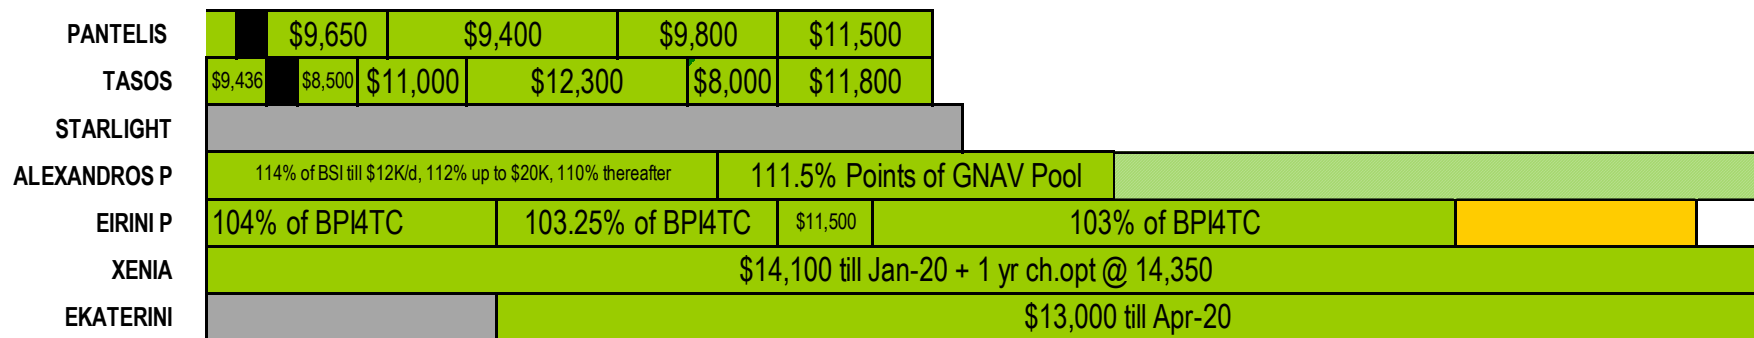 PANTELIS $9,650 $9,400 $9,800 $11,500
TASOS $9,436 $8,500 $11,000 $12,300 $8,000 $11,800
STARLIGHT
ALEXANDROS P 114% of BSI till $12K/d, 112% up to $20K, 110% thereafter 111.5% Points of GNAV Pool
EIRINI P 104% of BPI4TC 103.25% of BPI4TC $11,500 103% of BPI4TC
XENIA $14,100 till Jan-20 + 1 yr ch.opt @ 14,350
EKATERINI $13,000 till Apr-20